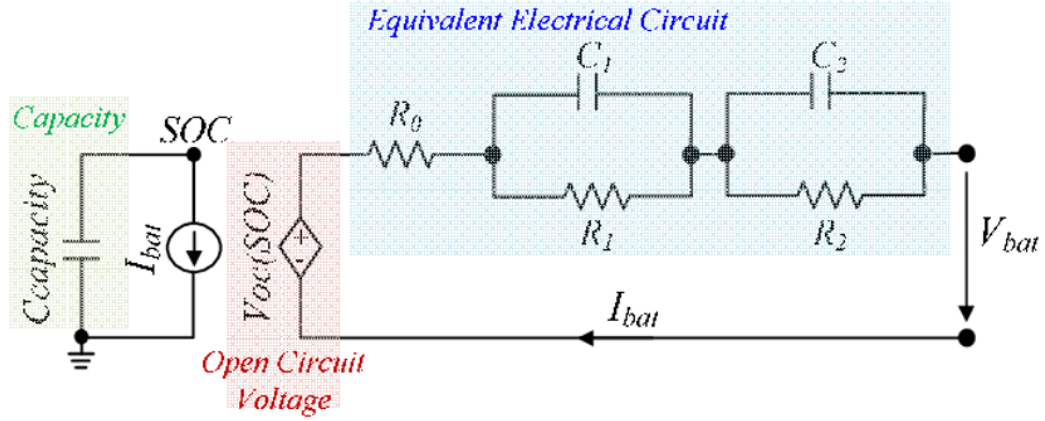 Equivalent Electrical Circuit
C1
C2
Capacity
SOC
R0
Ccapacity
Ibat
Voc(SOC)
+
-
R1
R2
Vbat
Ibat
Open Circuit
Voltage